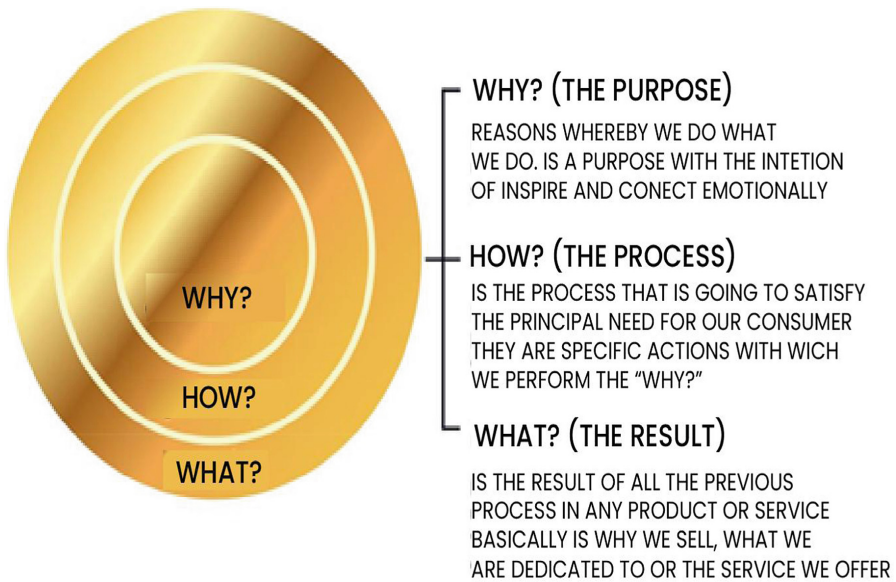 WHY?
HOW?
WHAT?
WHY? (THE PURPOSE)
REASONS WHEREBY WE DO WHAT
WE DO. IS A PURPOSE WITH THE INTETION
OF INSPIRE AND CONECT EMOTIONALLY
HOW? (THE PROCESS)
IS THE PROCESS THAT IS GOING TO SATISFY
THE PRINCIPAL NEED FOR OUR CONSUMER
THEY ARE SPECIFIC ACTIONS WITH WICH
WE PERFORM THE “WHY?”
WHAT? (THE RESULT)
IS THE RESULT OF ALL THE PREVIOUS
PROCESS IN ANY PRODUCT OR SERVICE
BASICALLY IS WHY WE SELL, WHAT WE
ARE DEDICATED TO OR THE SERVICE WE OFFER